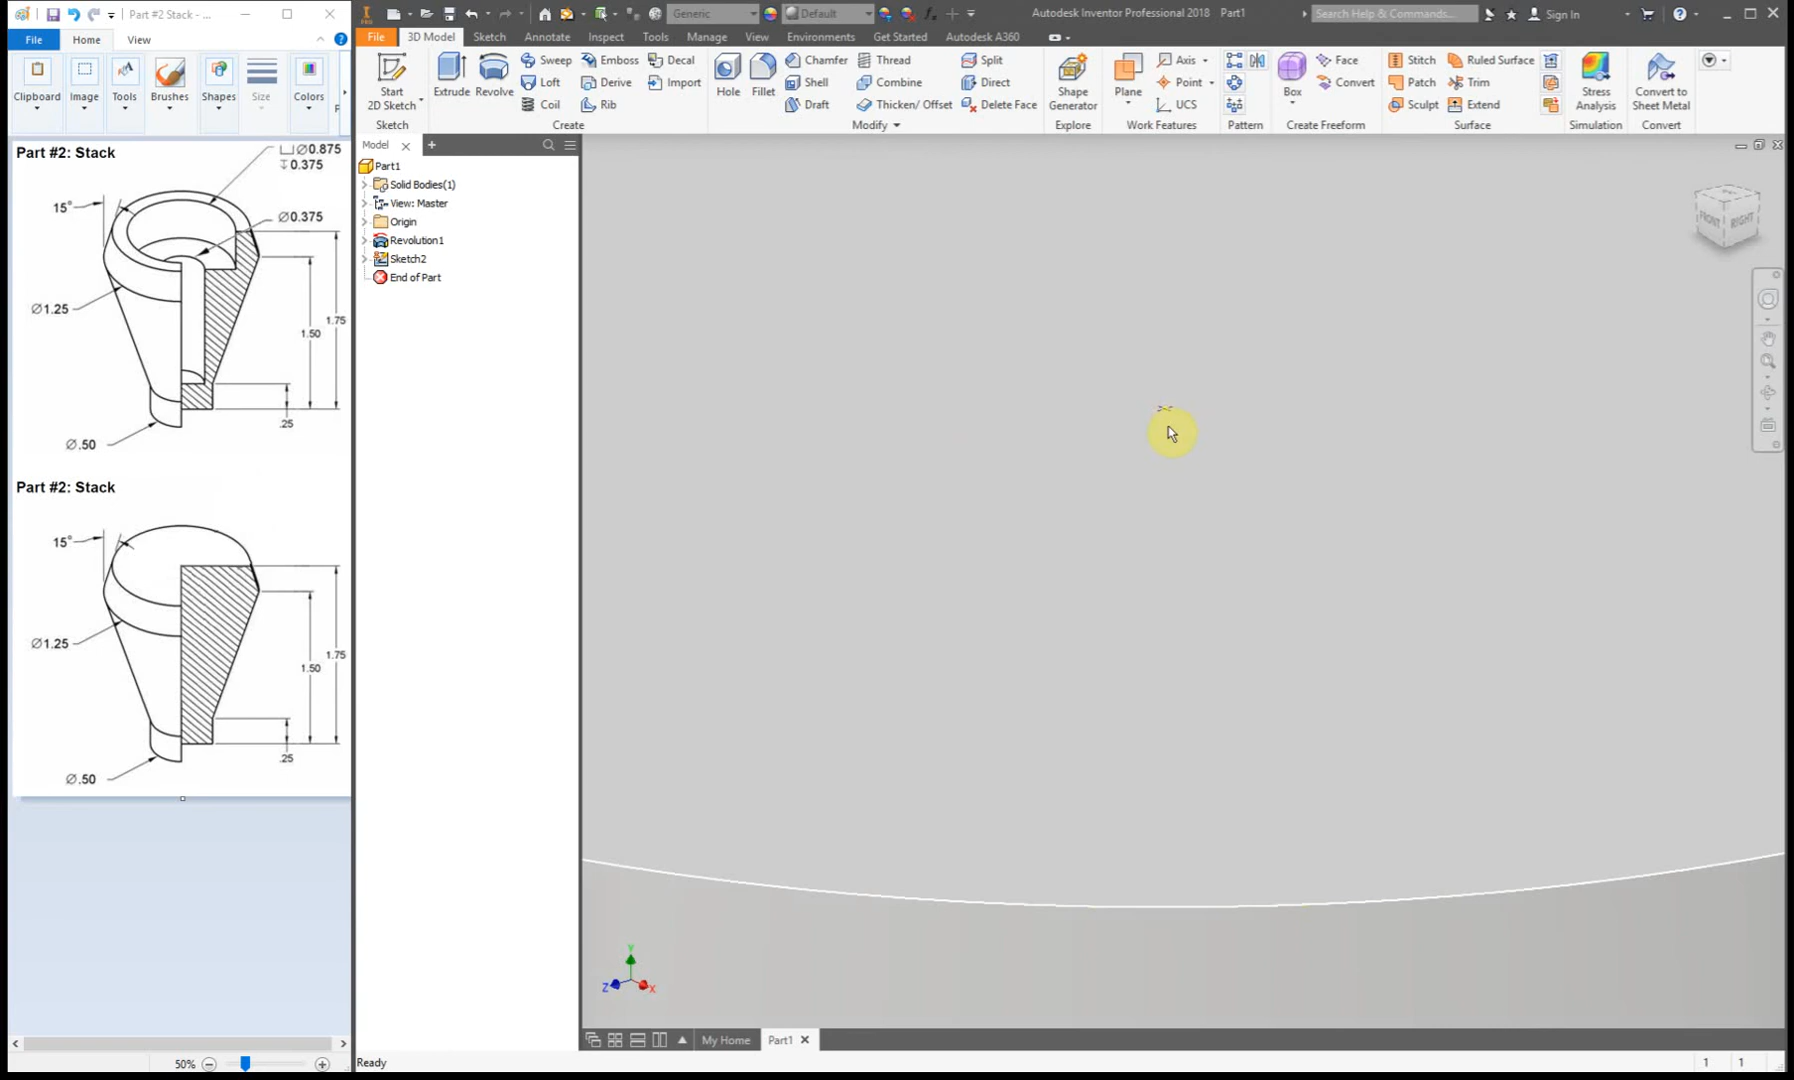 Part #2 Stack - ...
File
Home
View
Clipboard
Image
Tools
Brushes
Shapes
Size
Colors
Part #2: Stack
⌴∅0.875
↧0.375
15°
∅0.375
∅1.25
1.50
1.75
.25
∅.50
Part #2: Stack
15°
∅1.25
1.50
1.75
.25
∅.50
50%
Generic
Default
Autodesk Inventor Professional 2018 Part1
Search Help & Commands...
Sign In
File
3D Model
Sketch
Annotate
Inspect
Tools
Manage
View
Environments
Get Started
Autodesk A360
Start
2D Sketch
Sketch
Extrude
Revolve
Sweep
Loft
Coil
Emboss
Derive
Rib
Decal
Import
Create
Hole
Fillet
Chamfer
Shell
Draft
Thread
Combine
Thicken/ Offset
Split
Direct
Delete Face
Modify
Shape
Generator
Explore
Plane
Axis
Point
UCS
Work Features
Pattern
Box
Face
Convert
Create Freeform
Stitch
Patch
Sculpt
Ruled Surface
Trim
Extend
Surface
Stress
Analysis
Simulation
Convert to
Sheet Metal
Convert
Model
Part1
Solid Bodies(1)
View: Master
Origin
Revolution1
Sketch2
End of Part
FRONT
RIGHT
Y
Z
X
My Home
Part1
Ready
1
1